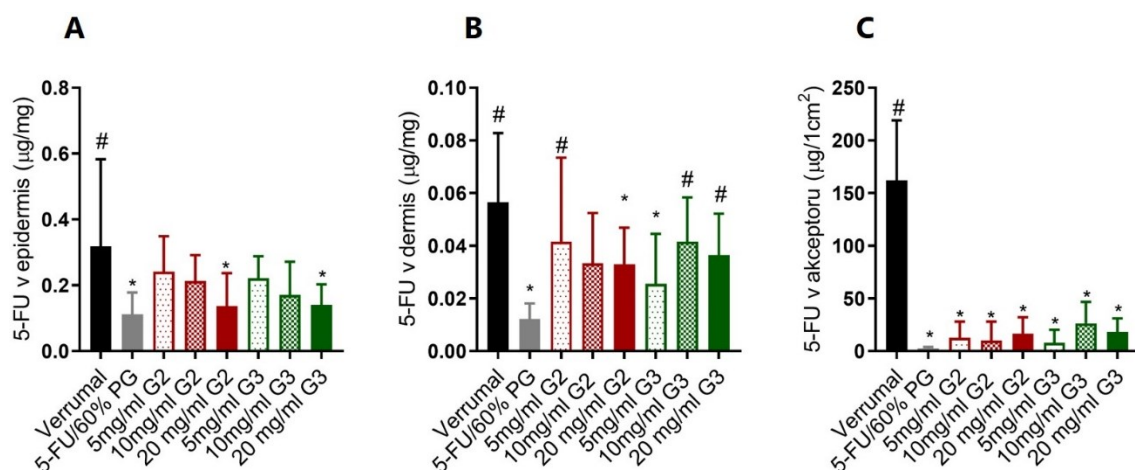 A
5-FU v epidermis (µg/mg)
0.8
0.6
0.4
0.2
0.0
#
*
*
*
Verrumal
5-FU/60% PG
5mg/ml G2
10mg/ml G2
20 mg/ml G2
5mg/ml G3
10mg/ml G3
20 mg/ml G3
B
5-FU v dermis (µg/mg)
0.10
0.08
0.06
0.04
0.02
0.00
#
*
#
*
*
#
#
Verrumal
5-FU/60% PG
5mg/ml G2
10mg/ml G2
20 mg/ml G2
5mg/ml G3
10mg/ml G3
20 mg/ml G3
C
5-FU v akceptoru (µg/1cm²)
250
200
150
100
50
0
#
*
*
*
*
*
*
*
Verrumal
5-FU/60% PG
5mg/ml G2
10mg/ml G2
20 mg/ml G2
5mg/ml G3
10mg/ml G3
20 mg/ml G3